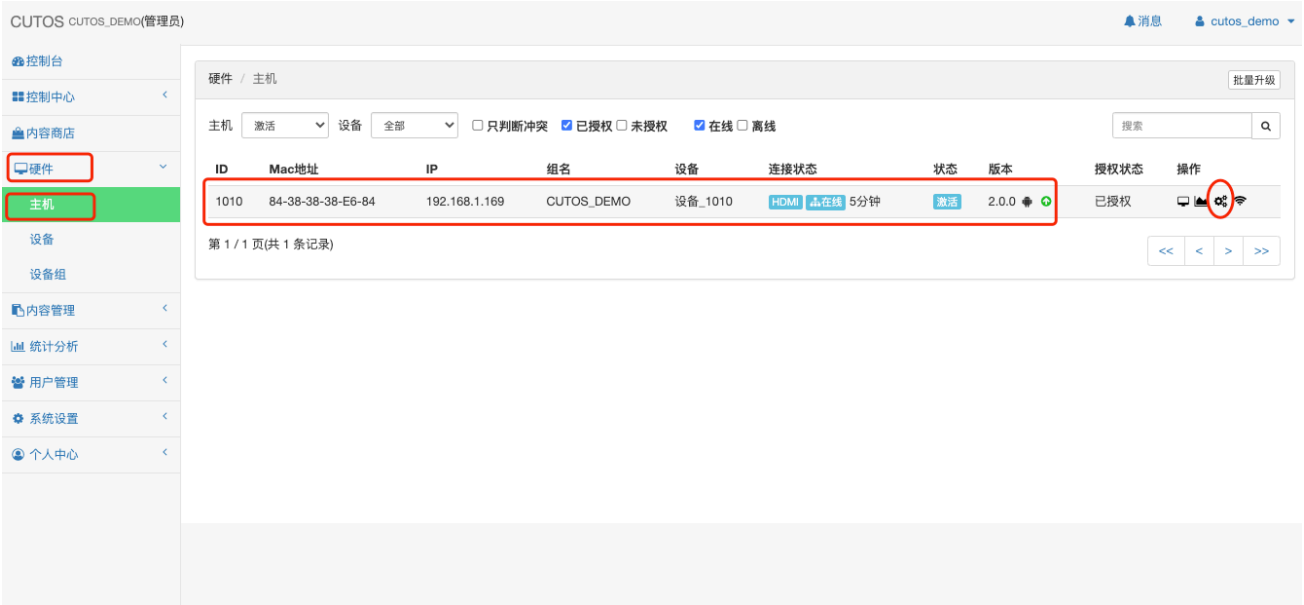 CUTOS CUTOS_DEMO(管理员) 消息 cutos_demo
控制台
控制中心
内容商店
硬件
主机
设备
设备组
内容管理
统计分析
用户管理
系统设置
个人中心
硬件 / 主机 批量升级
主机 激活 设备 全部 只判断冲突 已授权 未授权 在线 离线 搜索
ID Mac地址 IP 组名 设备 连接状态 状态 版本 授权状态 操作
1010 84-38-38-38-E6-84 192.168.1.169 CUTOS_DEMO 设备_1010 HDMI 在线 5分钟 激活 2.0.0 已授权
第 1 / 1 页(共 1 条记录) << < > >>